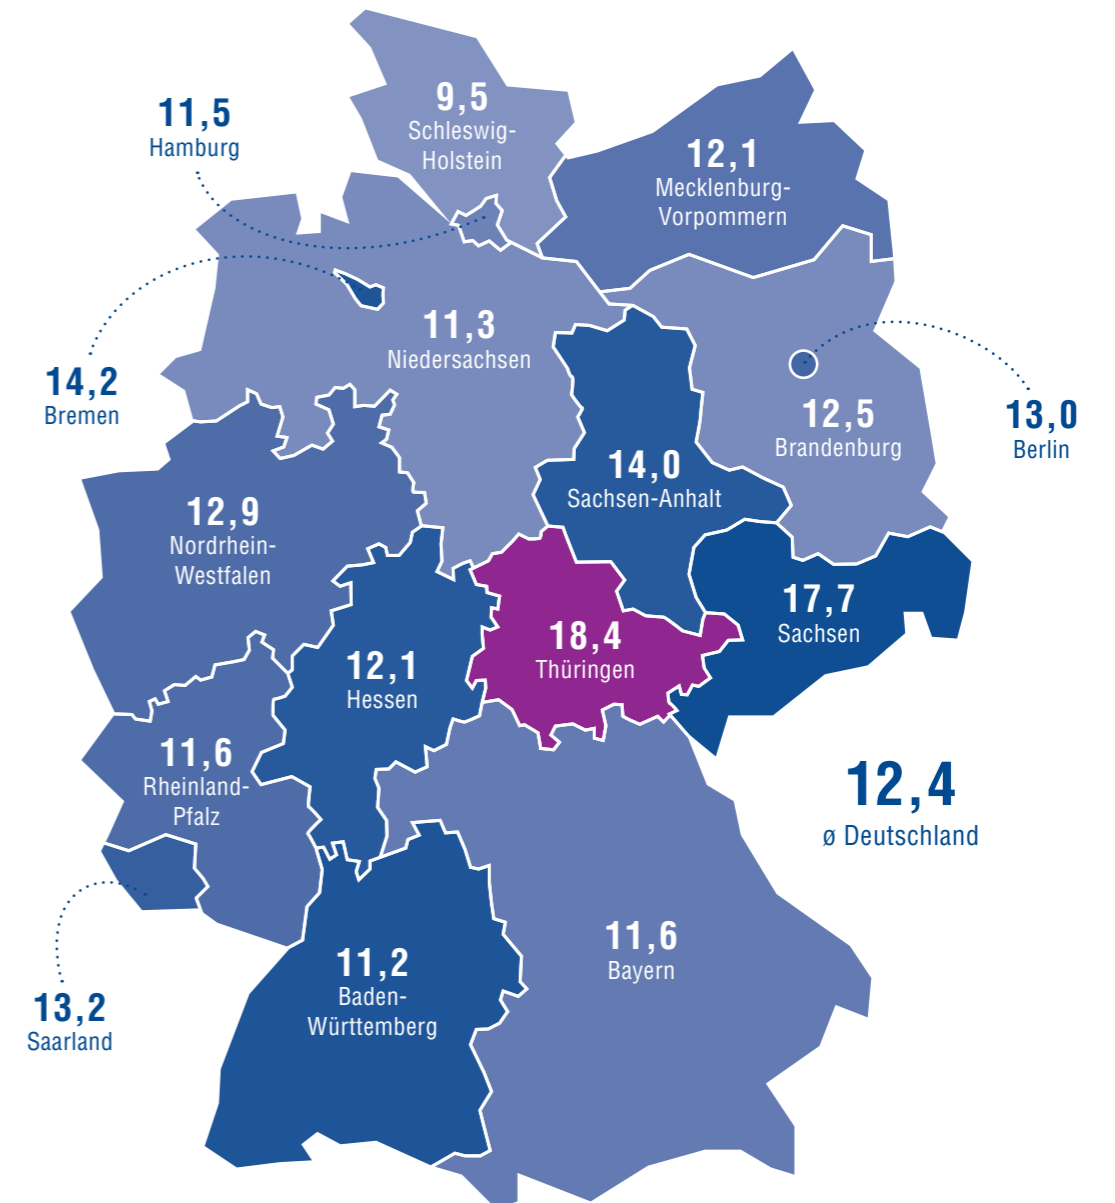 9,5
Schleswig-
Holstein
11,5
Hamburg
12,1
Mecklenburg-
Vorpommern
11,3
Niedersachsen
14,2
Bremen
12,5
Brandenburg
13,0
Berlin
14,0
Sachsen-Anhalt
12,9
Nordrhein-
Westfalen
17,7
Sachsen
18,4
Thüringen
12,1
Hessen
11,6
Rheinland-
Pfalz
12,4
ø Deutschland
11,6
Bayern
11,2
Baden-
Württemberg
13,2
Saarland